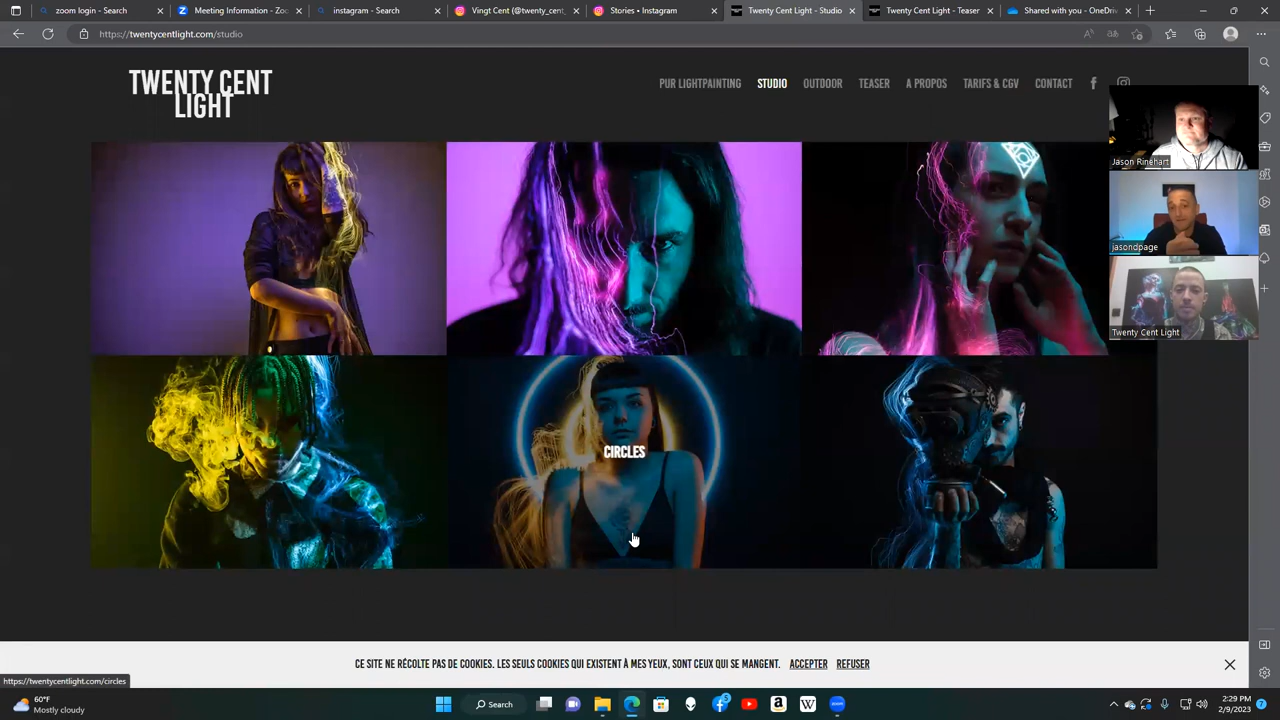 zoom login - Search
Meeting Information - Zo
instagram - Search
Vingt Cent (@twenty_cent
Stories • Instagram
Twenty Cent Light - Studio
Twenty Cent Light - Teaser
Shared with you - OneDriv
https://twentycentlight.com/studio
TWENTY CENT
LIGHT
PUR LIGHTPAINTING
STUDIO
OUTDOOR
TEASER
A PROPOS
TARIFS & CGV
CONTACT
Jason Rinehart
jasondpage
Twenty Cent Light
CIRCLES
CE SITE NE RÉCOLTE PAS DE COOKIES. LES SEULS COOKIES QUI EXISTENT À MES YEUX, SONT CEUX QUI SE MANGENT. ACCEPTER REFUSER
https://twentycentlight.com/circles
60°F
Mostly cloudy
Search
2:29 PM
2/9/2023